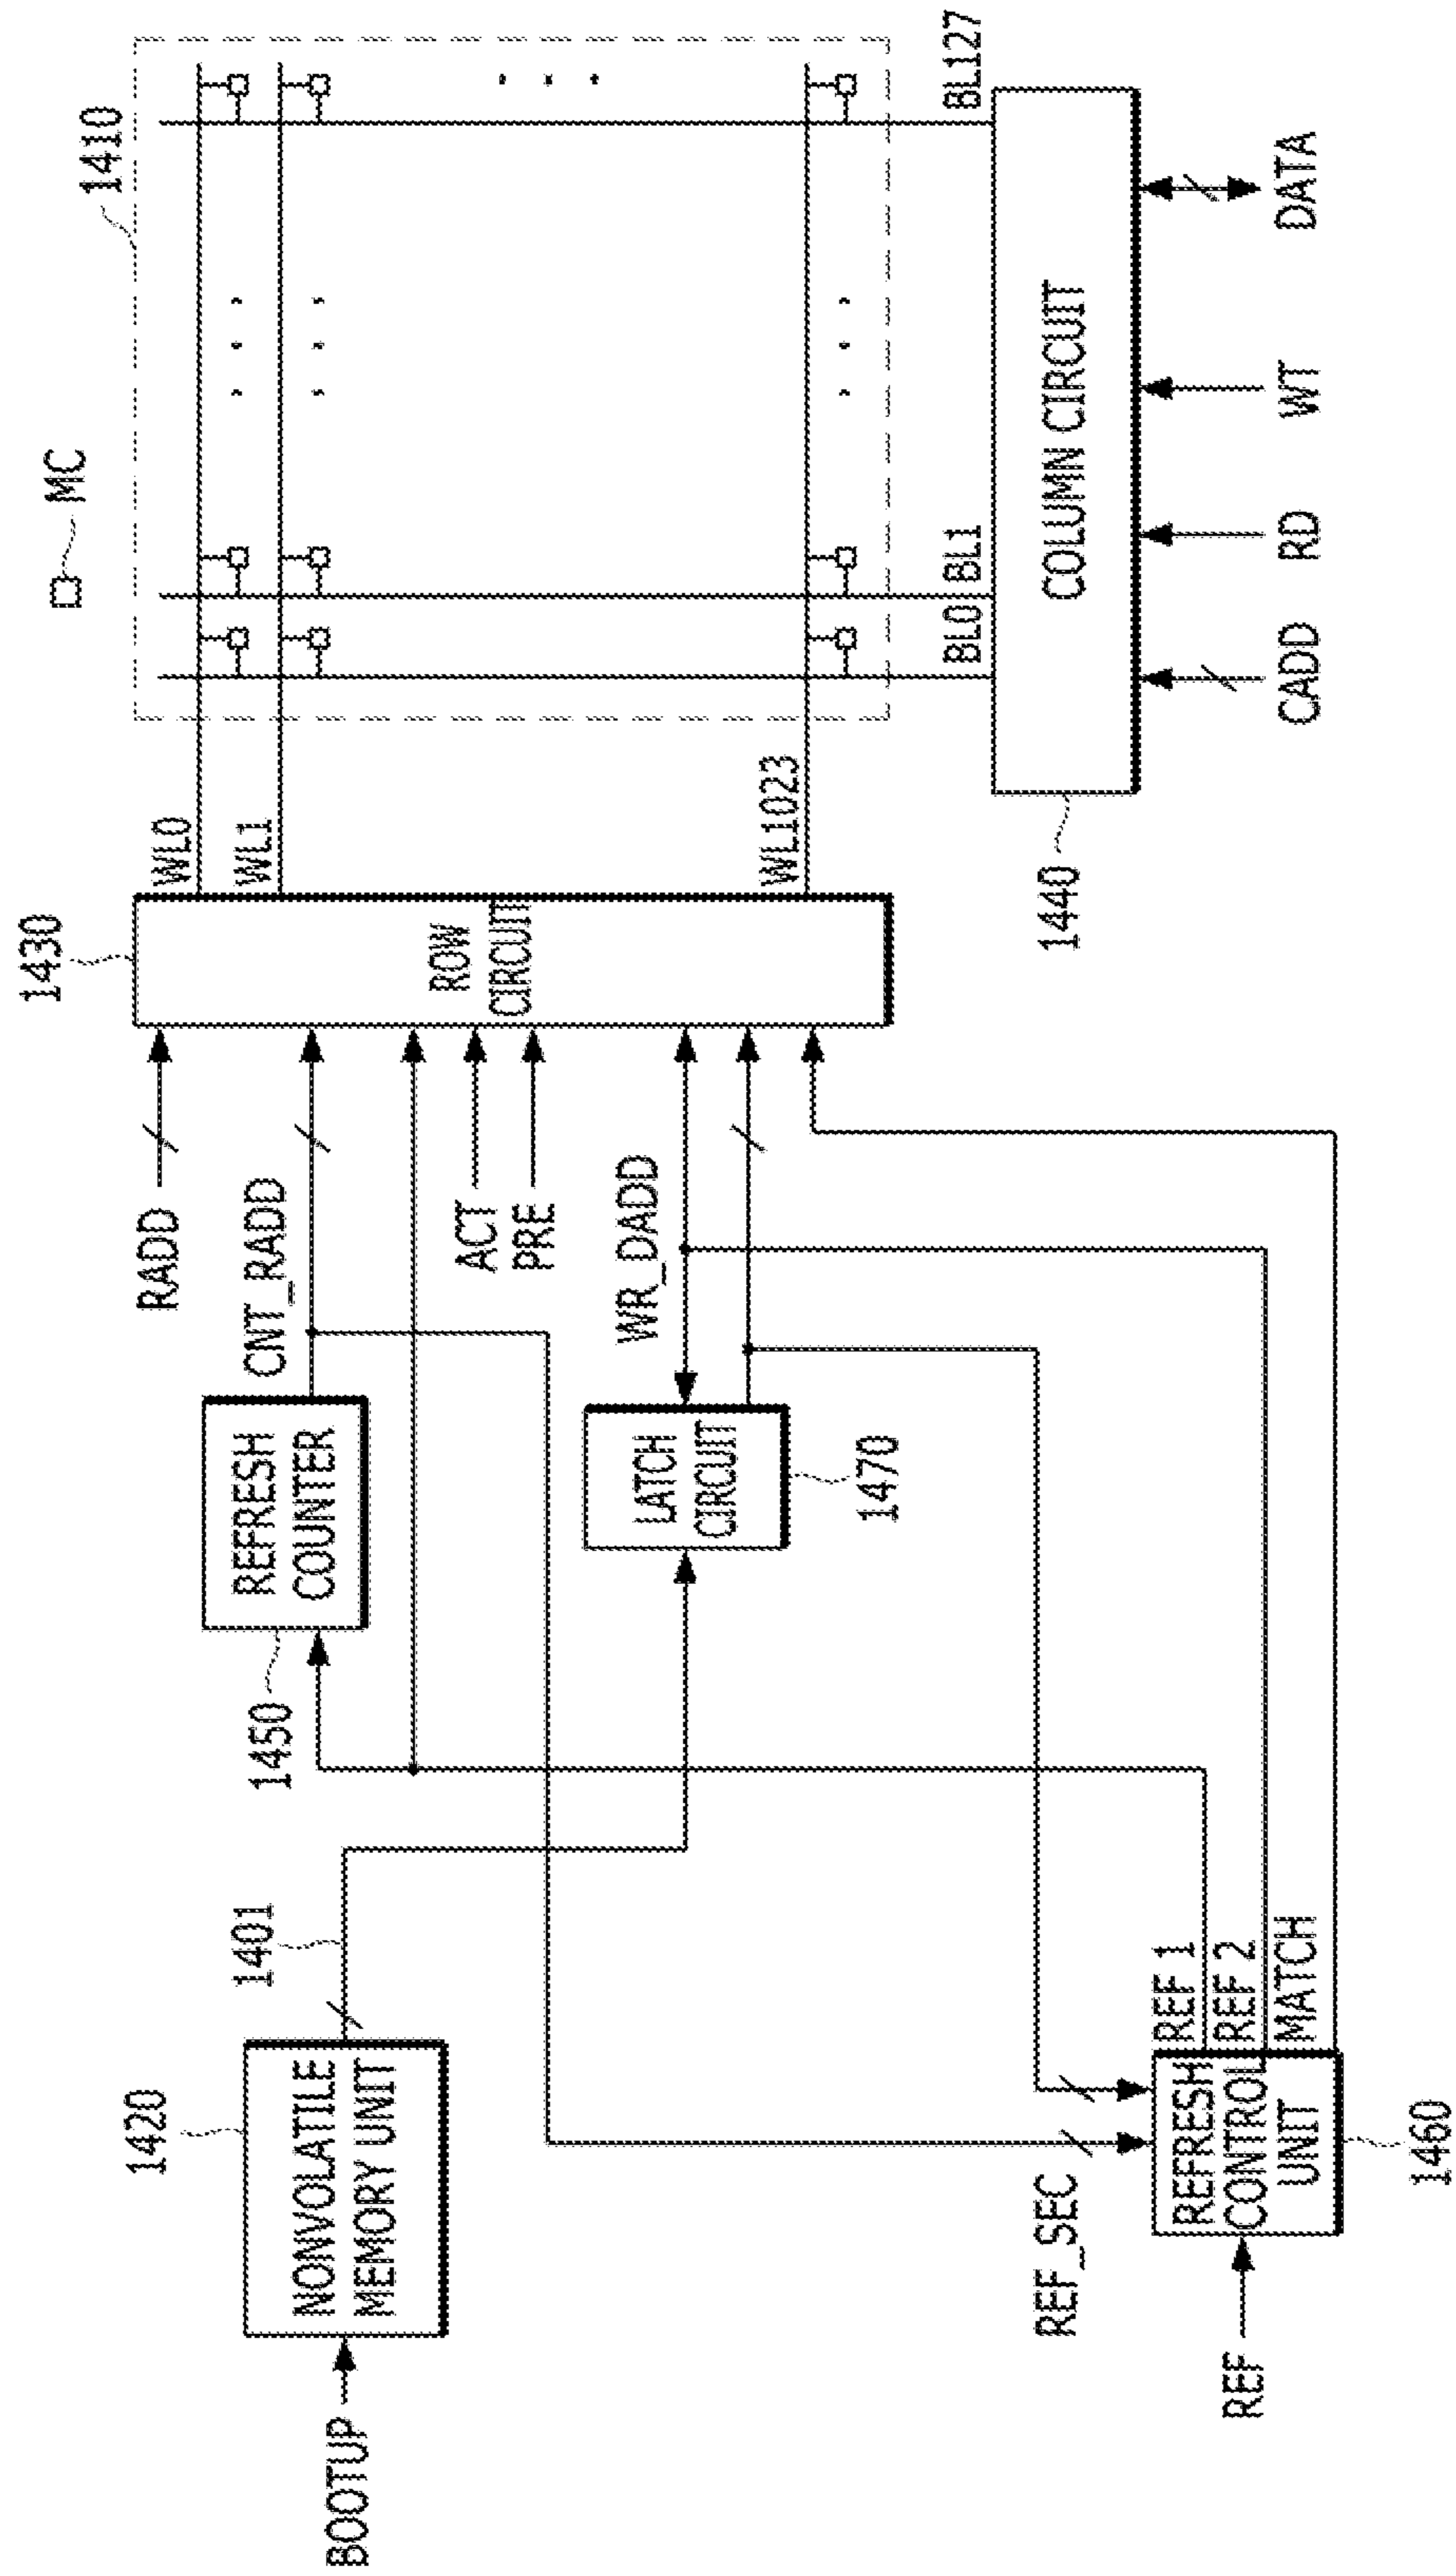 1410
MC
1430
WL0
WL1
WL1023
ROW
CIRCUIT
BL0
BL1
BL127
1440
COLUMN CIRCUIT
CADD
RD
WT
DATA
RADD
CNT_RADD
ACT
PRE
WR_DADD
REFRESH
COUNTER
1450
LATCH
CIRCUIT
1470
1420
NONVOLATILE
MEMORY UNIT
1401
BOOTUP
REF_SEC
REF
REFRESH
CONTROL
UNIT
REF 1
REF 2
MATCH
1460